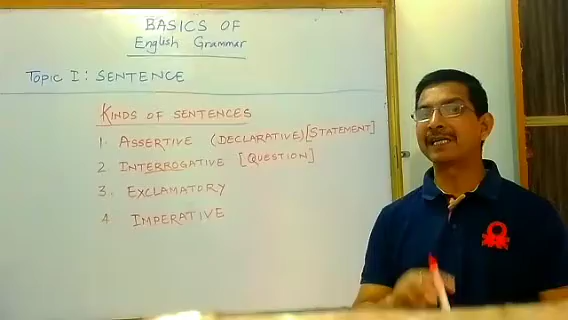 BASICS OF
English Grammar
TOPIC I: SENTENCE
KINDS OF SENTENCES
1. ASSERTIVE (DECLARATIVE) [STATEMENT]
2. INTERROGATIVE [QUESTION]
3. EXCLAMATORY
4. IMPERATIVE